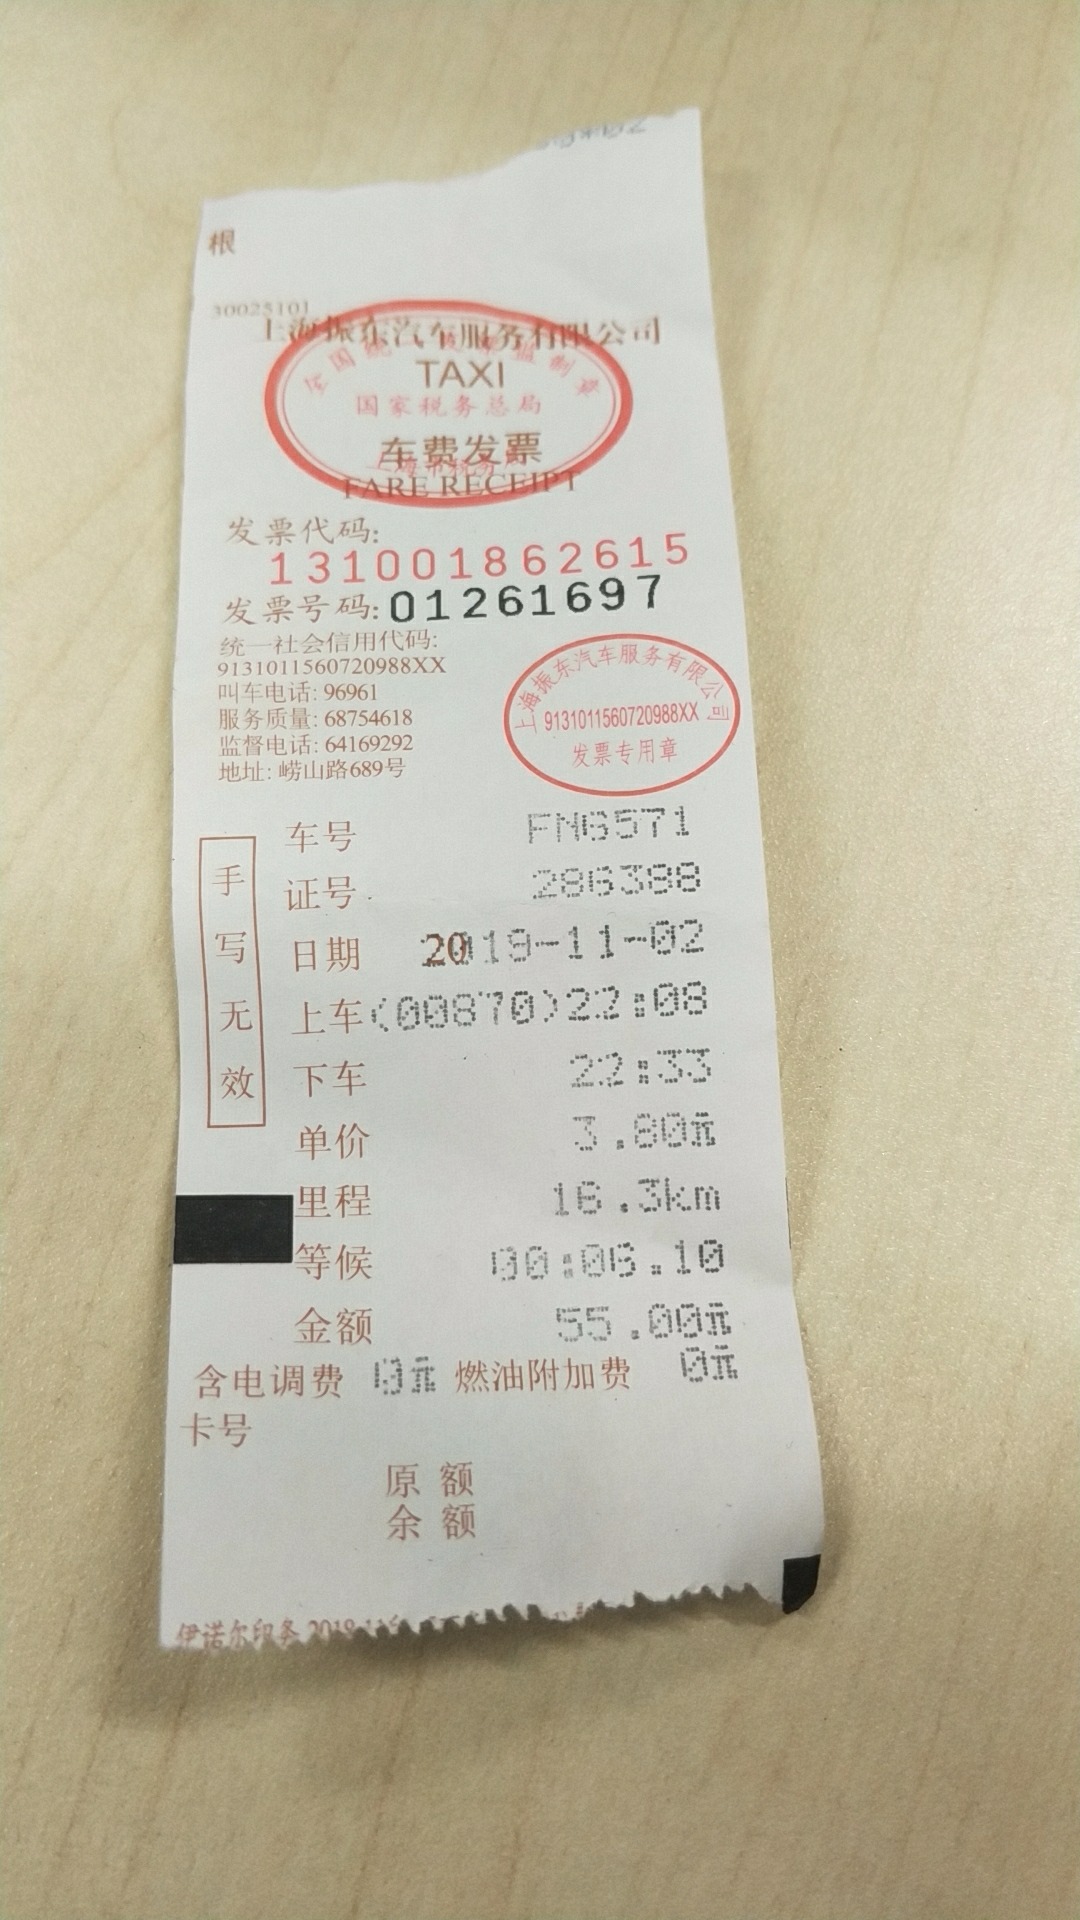 根
30025101
上海振东汽车服务有限公司
全国统一发票监制章
TAXI
国家税务总局
车费发票
上海市税务局
FARE RECEIPT
发票代码:
131001862615
发票号码:01261697
统一社会信用代码:
9131011560720988XX
叫车电话: 96961
服务质量: 68754618
监督电话: 64169292
地址: 崂山路689号
上海振东汽车服务有限公司
9131011560720988XX
发票专用章
手写无效
车号 FN6571
证号 286388
日期 2019-11-02
上车(00870)22:08
下车 22:33
单价 3.80元
里程 16.3km
等候 00:06.10
金额 55.00元
含电调费 0元 燃油附加费 0元
卡号
原额
余额
伊诺尔印务